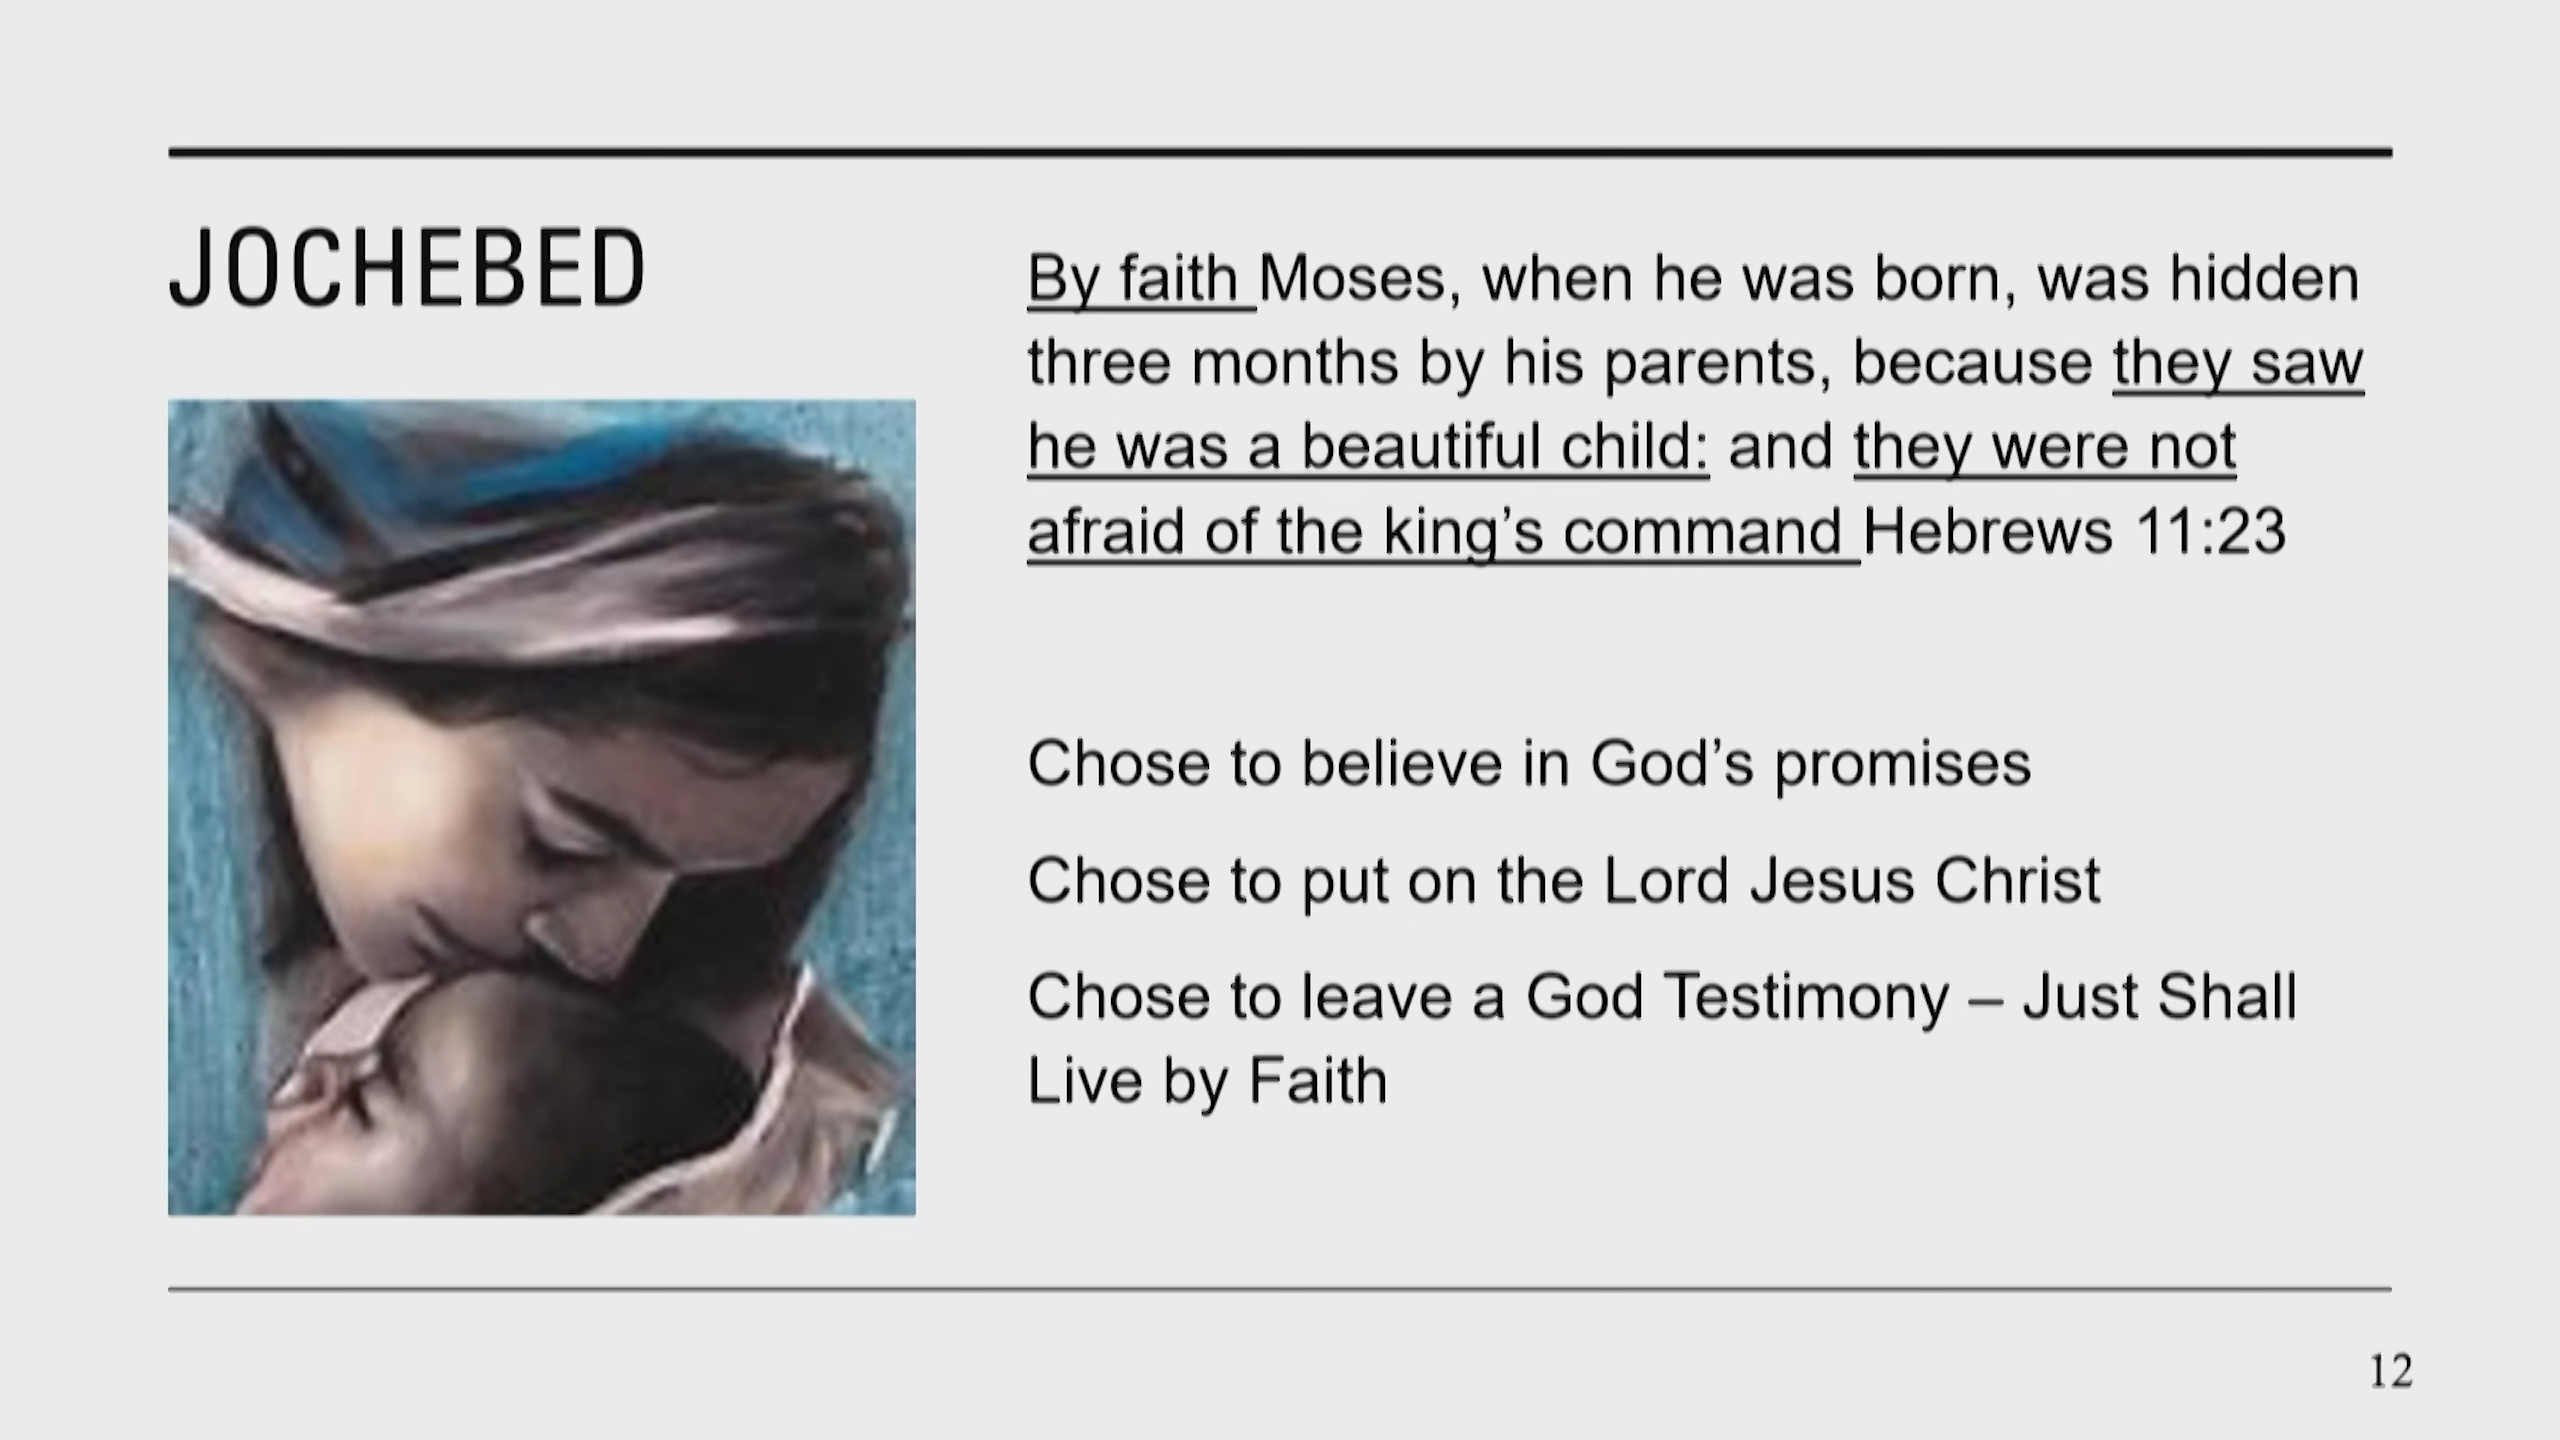 JOCHEBED
By faith Moses, when he was born, was hidden
three months by his parents, because they saw
he was a beautiful child: and they were not
afraid of the king’s command Hebrews 11:23
Chose to believe in God’s promises
Chose to put on the Lord Jesus Christ
Chose to leave a God Testimony – Just Shall
Live by Faith
12